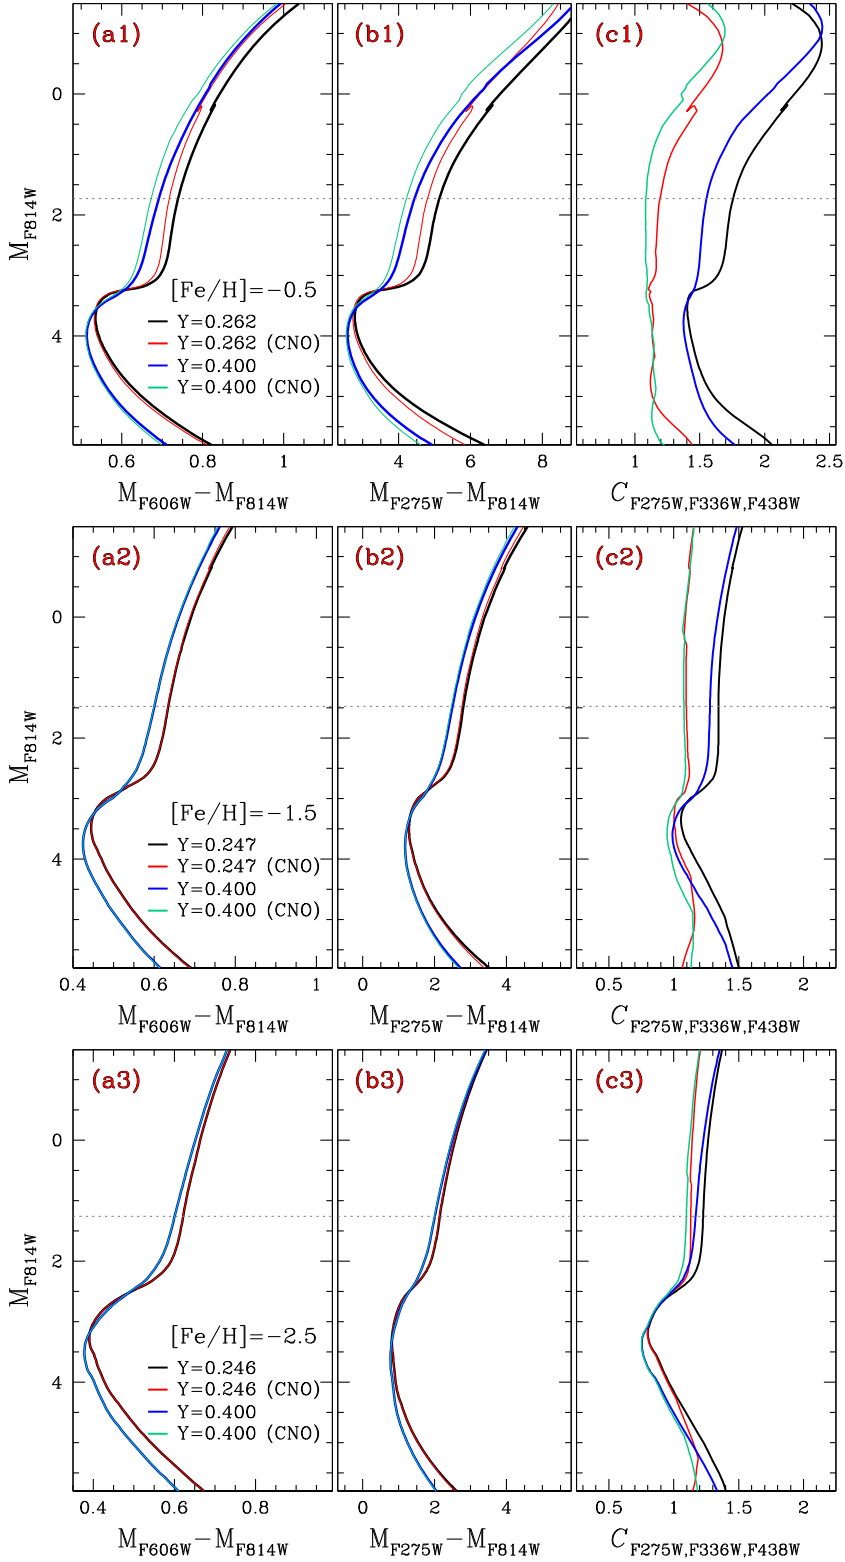 (a1) (b1) (c1)
0
2
4
M_F814W
[Fe/H]=−0.5
Y=0.262
Y=0.262 (CNO)
Y=0.400
Y=0.400 (CNO)
0.6 0.8 1
4 6 8
1 1.5 2 2.5
M_F606W−M_F814W
M_F275W−M_F814W
C_F275W,F336W,F438W
(a2) (b2) (c2)
0
2
4
M_F814W
[Fe/H]=−1.5
Y=0.247
Y=0.247 (CNO)
Y=0.400
Y=0.400 (CNO)
0.4 0.6 0.8 1
0 2 4
0.5 1 1.5 2
M_F606W−M_F814W
M_F275W−M_F814W
C_F275W,F336W,F438W
(a3) (b3) (c3)
0
2
4
M_F814W
[Fe/H]=−2.5
Y=0.246
Y=0.246 (CNO)
Y=0.400
Y=0.400 (CNO)
0.4 0.6 0.8 1
0 2 4
0.5 1 1.5 2
M_F606W−M_F814W
M_F275W−M_F814W
C_F275W,F336W,F438W